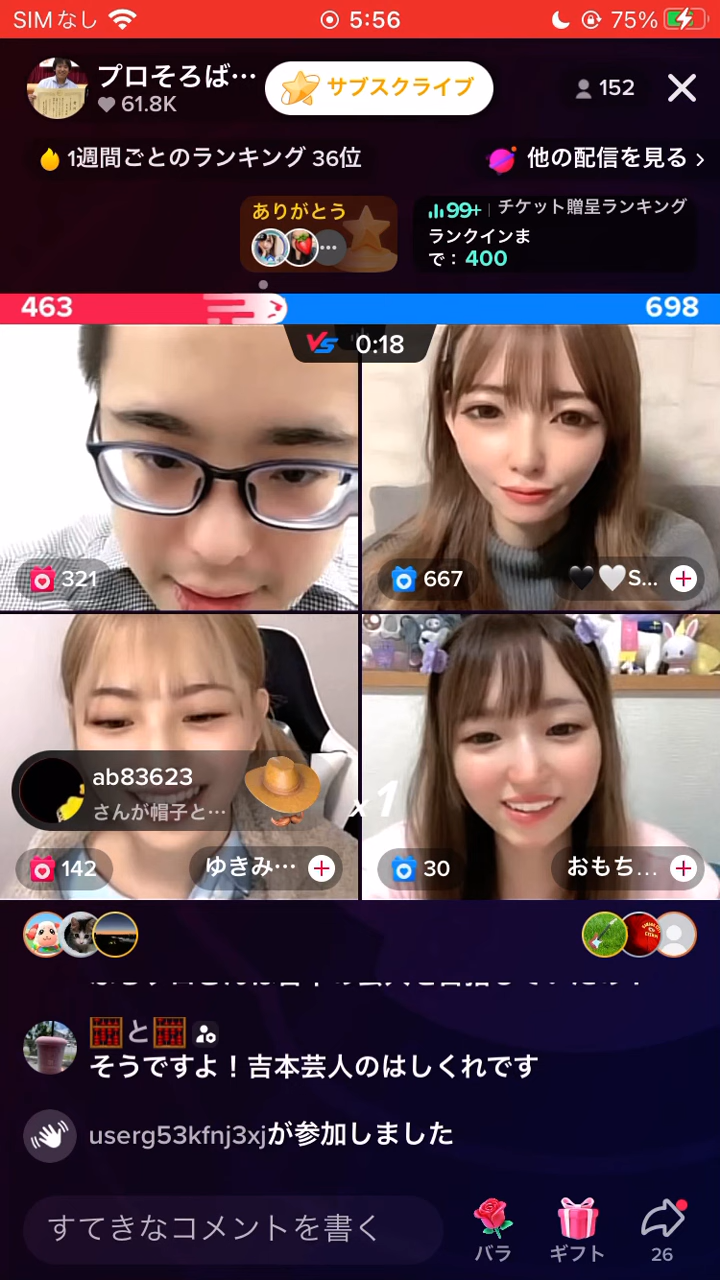 SIMなし 5:56 75%
プロそろば… サブスクライブ 152
61.8K
1週間ごとのランキング 36位 他の配信を見る
ありがとう 99+ チケット贈呈ランキング
ランクインま
で：400
463 698
VS 0:18
321 667 S...
ab83623
さんが帽子と… x1
142 ゆきみ… 30 おもち...
と
そうですよ！吉本芸人のはしくれです
userg53kfnj3xjが参加しました
すてきなコメントを書く
バラ ギフト 26